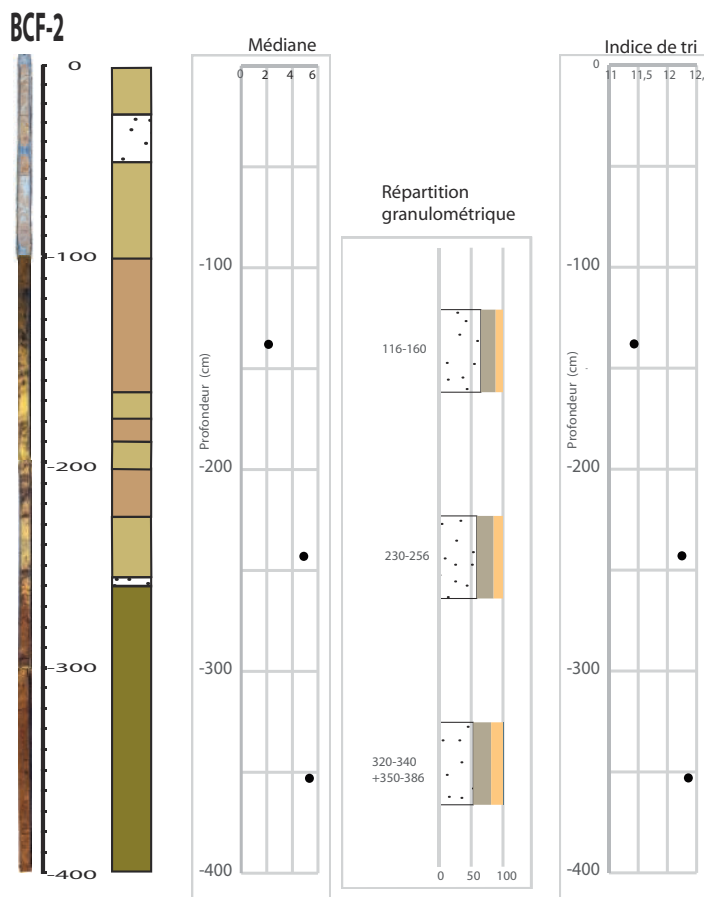 BCF-2
0
-100
-200
-300
-400
Médiane
0 2 4 6
-100
-200
-300
-400
Profondeur (cm)
Répartition
granulométrique
116-160
230-256
320-340
+350-386
0 50 100
Indice de tri
0
11 11,5 12 12,
-100
-200
-300
-400
Profondeur (cm)